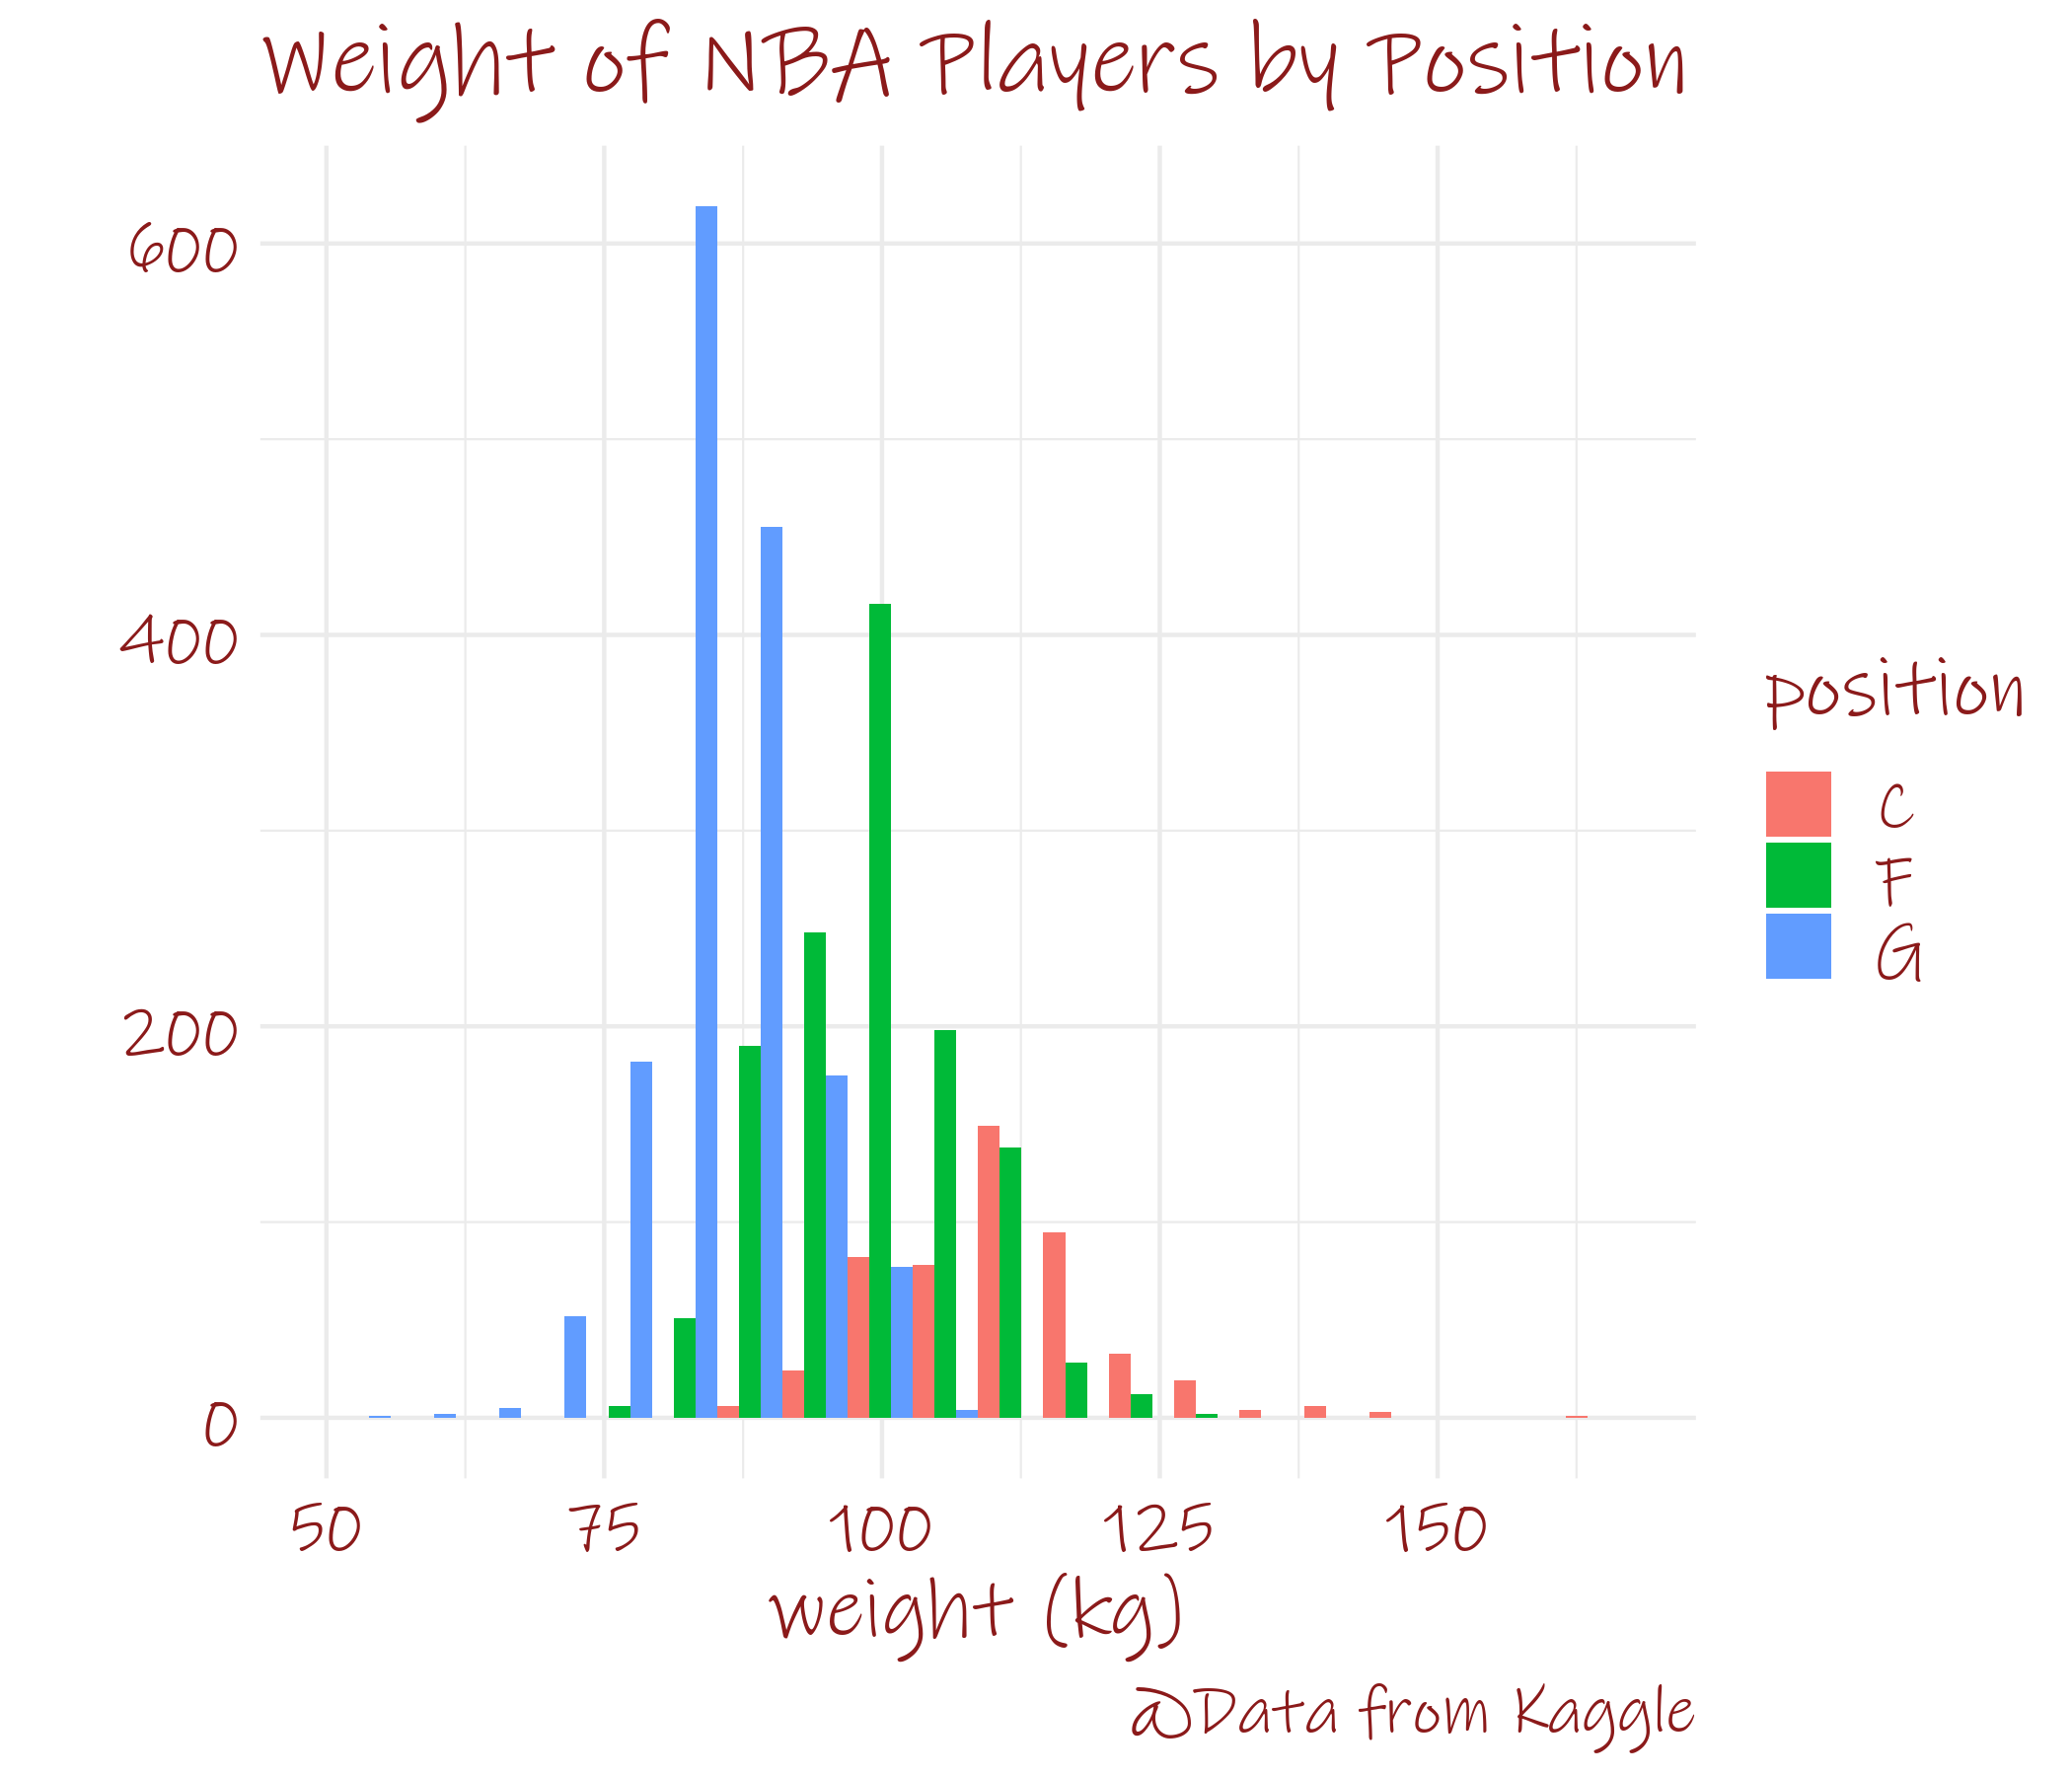 Weight of NBA Players by Position
600
400
200
0
50 75 100 125 150
weight (kg)
@Data from Kaggle
position
C
F
G